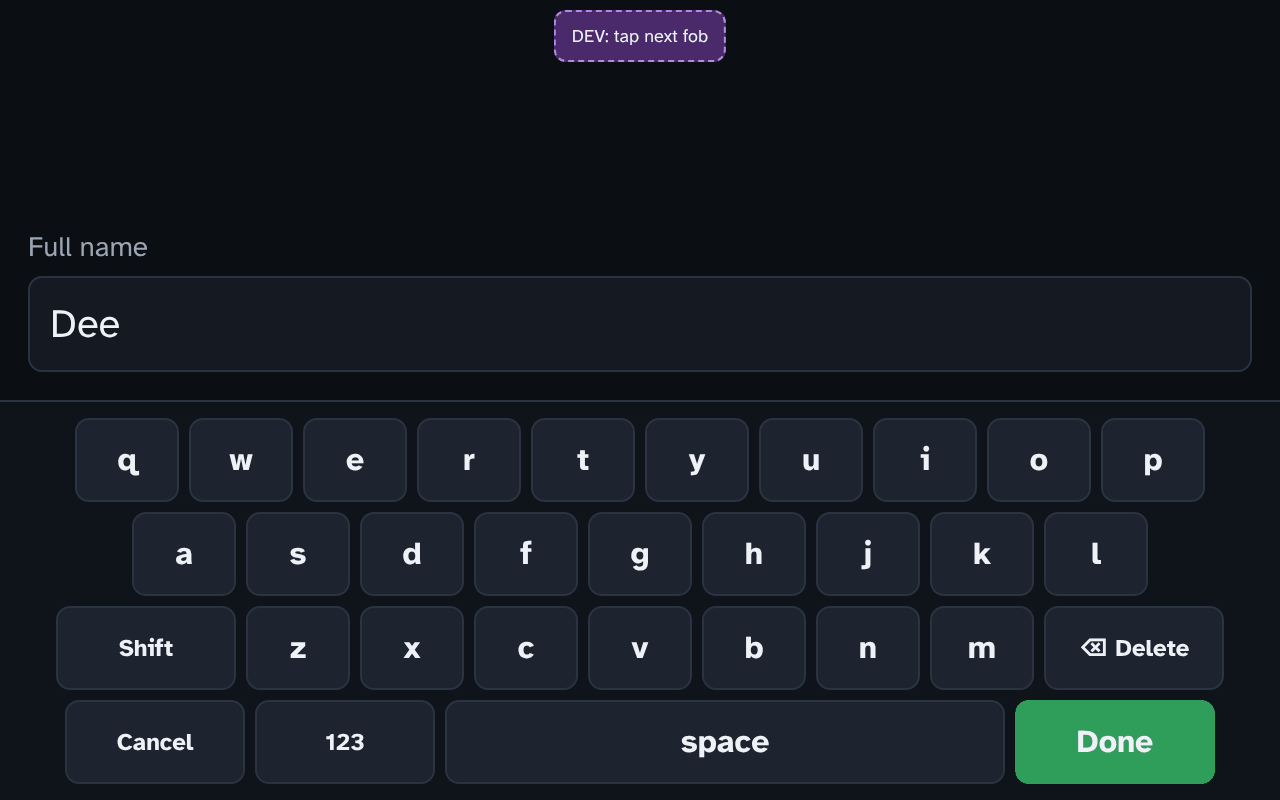 DEV: tap next fob
Full name
Dee
q w e r t y u i o p
a s d f g h j k l
Shift z x c v b n m Delete
Cancel 123 space Done